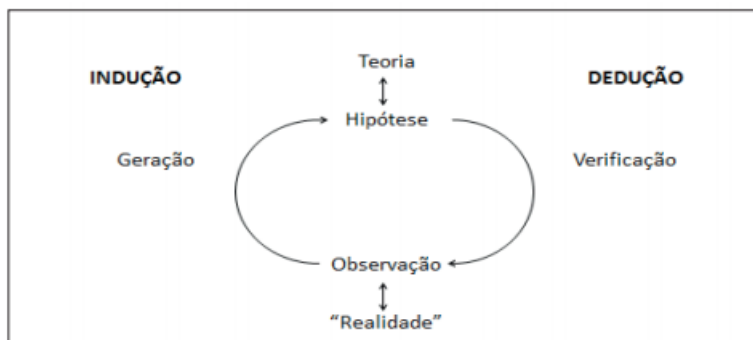 Teoria
INDUÇÃO
DEDUÇÃO
Hipótese
Geração
Verificação
Observação
“Realidade”